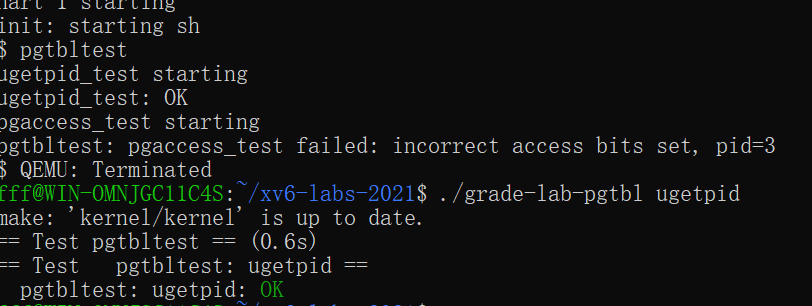 hart 1 starting
init: starting sh
$ pgtbltest
ugetpid_test starting
ugetpid_test: OK
pgaccess_test starting
pgtbltest: pgaccess_test failed: incorrect access bits set, pid=3
$ QEMU: Terminated
fff@WIN-OMNJGC11C4S:~/xv6-labs-2021$ ./grade-lab-pgtbl ugetpid
make: 'kernel/kernel' is up to date.
== Test pgtbltest == (0.6s)
== Test   pgtbltest: ugetpid ==
  pgtbltest: ugetpid: OK